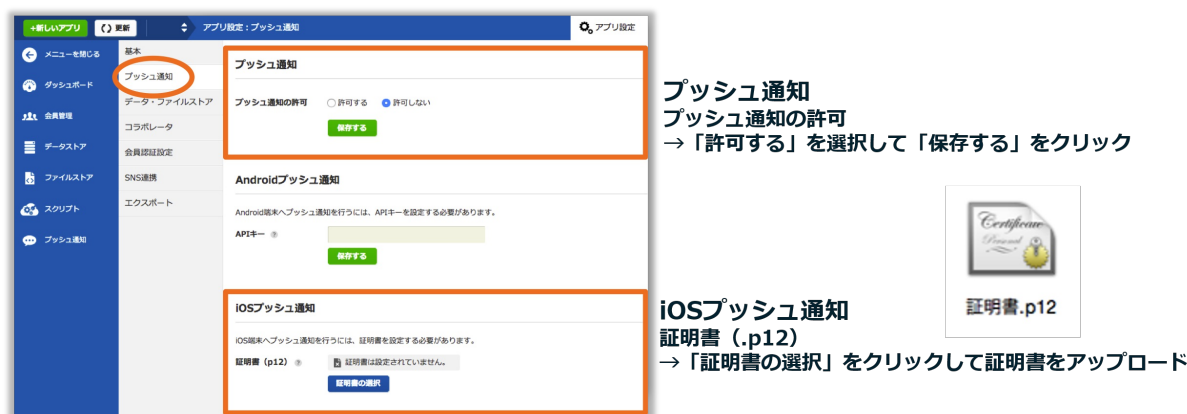 +新しいアプリ
更新
アプリ設定：プッシュ通知
アプリ設定
メニューを閉じる
ダッシュボード
会員管理
データストア
ファイルストア
スクリプト
プッシュ通知
基本
プッシュ通知
データ・ファイルストア
コラボレータ
会員認証設定
SNS連携
エクスポート
プッシュ通知
プッシュ通知の許可 許可する 許可しない
保存する
Androidプッシュ通知
Android端末へプッシュ通知を行うには、APIキーを設定する必要があります。
APIキー
保存する
iOSプッシュ通知
iOS端末へプッシュ通知を行うには、証明書を設定する必要があります。
証明書（p12） 証明書は設定されていません。
証明書の選択
プッシュ通知
プッシュ通知の許可
→「許可する」を選択して「保存する」をクリック
Certificate
Personal
証明書.p12
iOSプッシュ通知
証明書（.p12）
→「証明書の選択」をクリックして証明書をアップロード